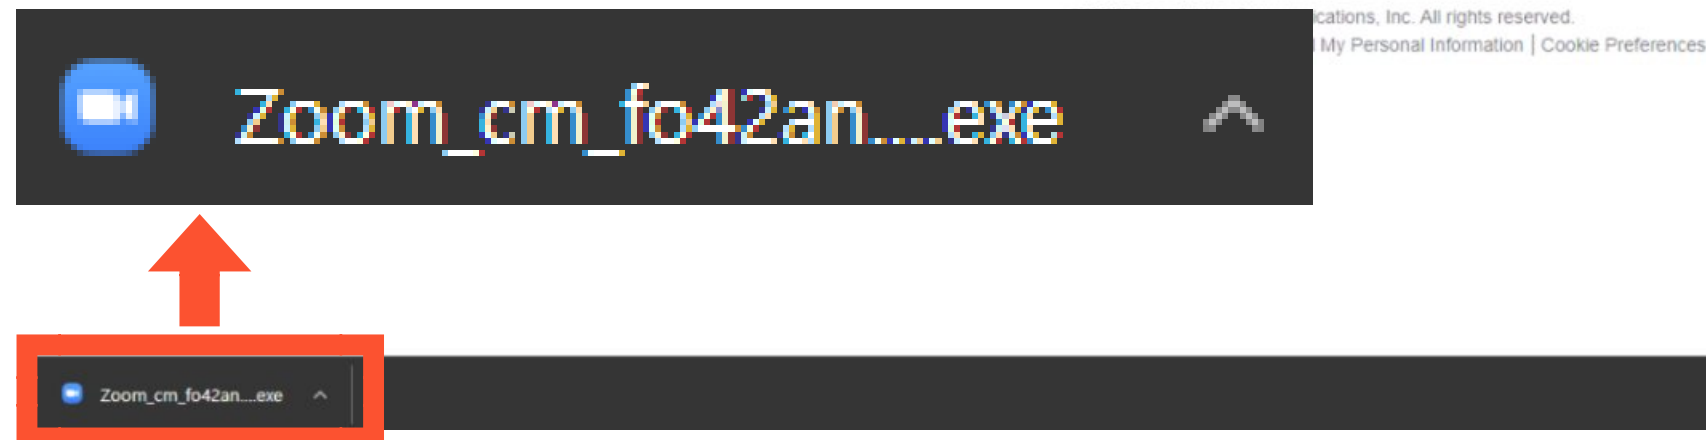 ications, Inc. All rights reserved.
My Personal Information | Cookie Preferences
Zoom_cm_fo42an....exe
Zoom_cm_fo42an....exe